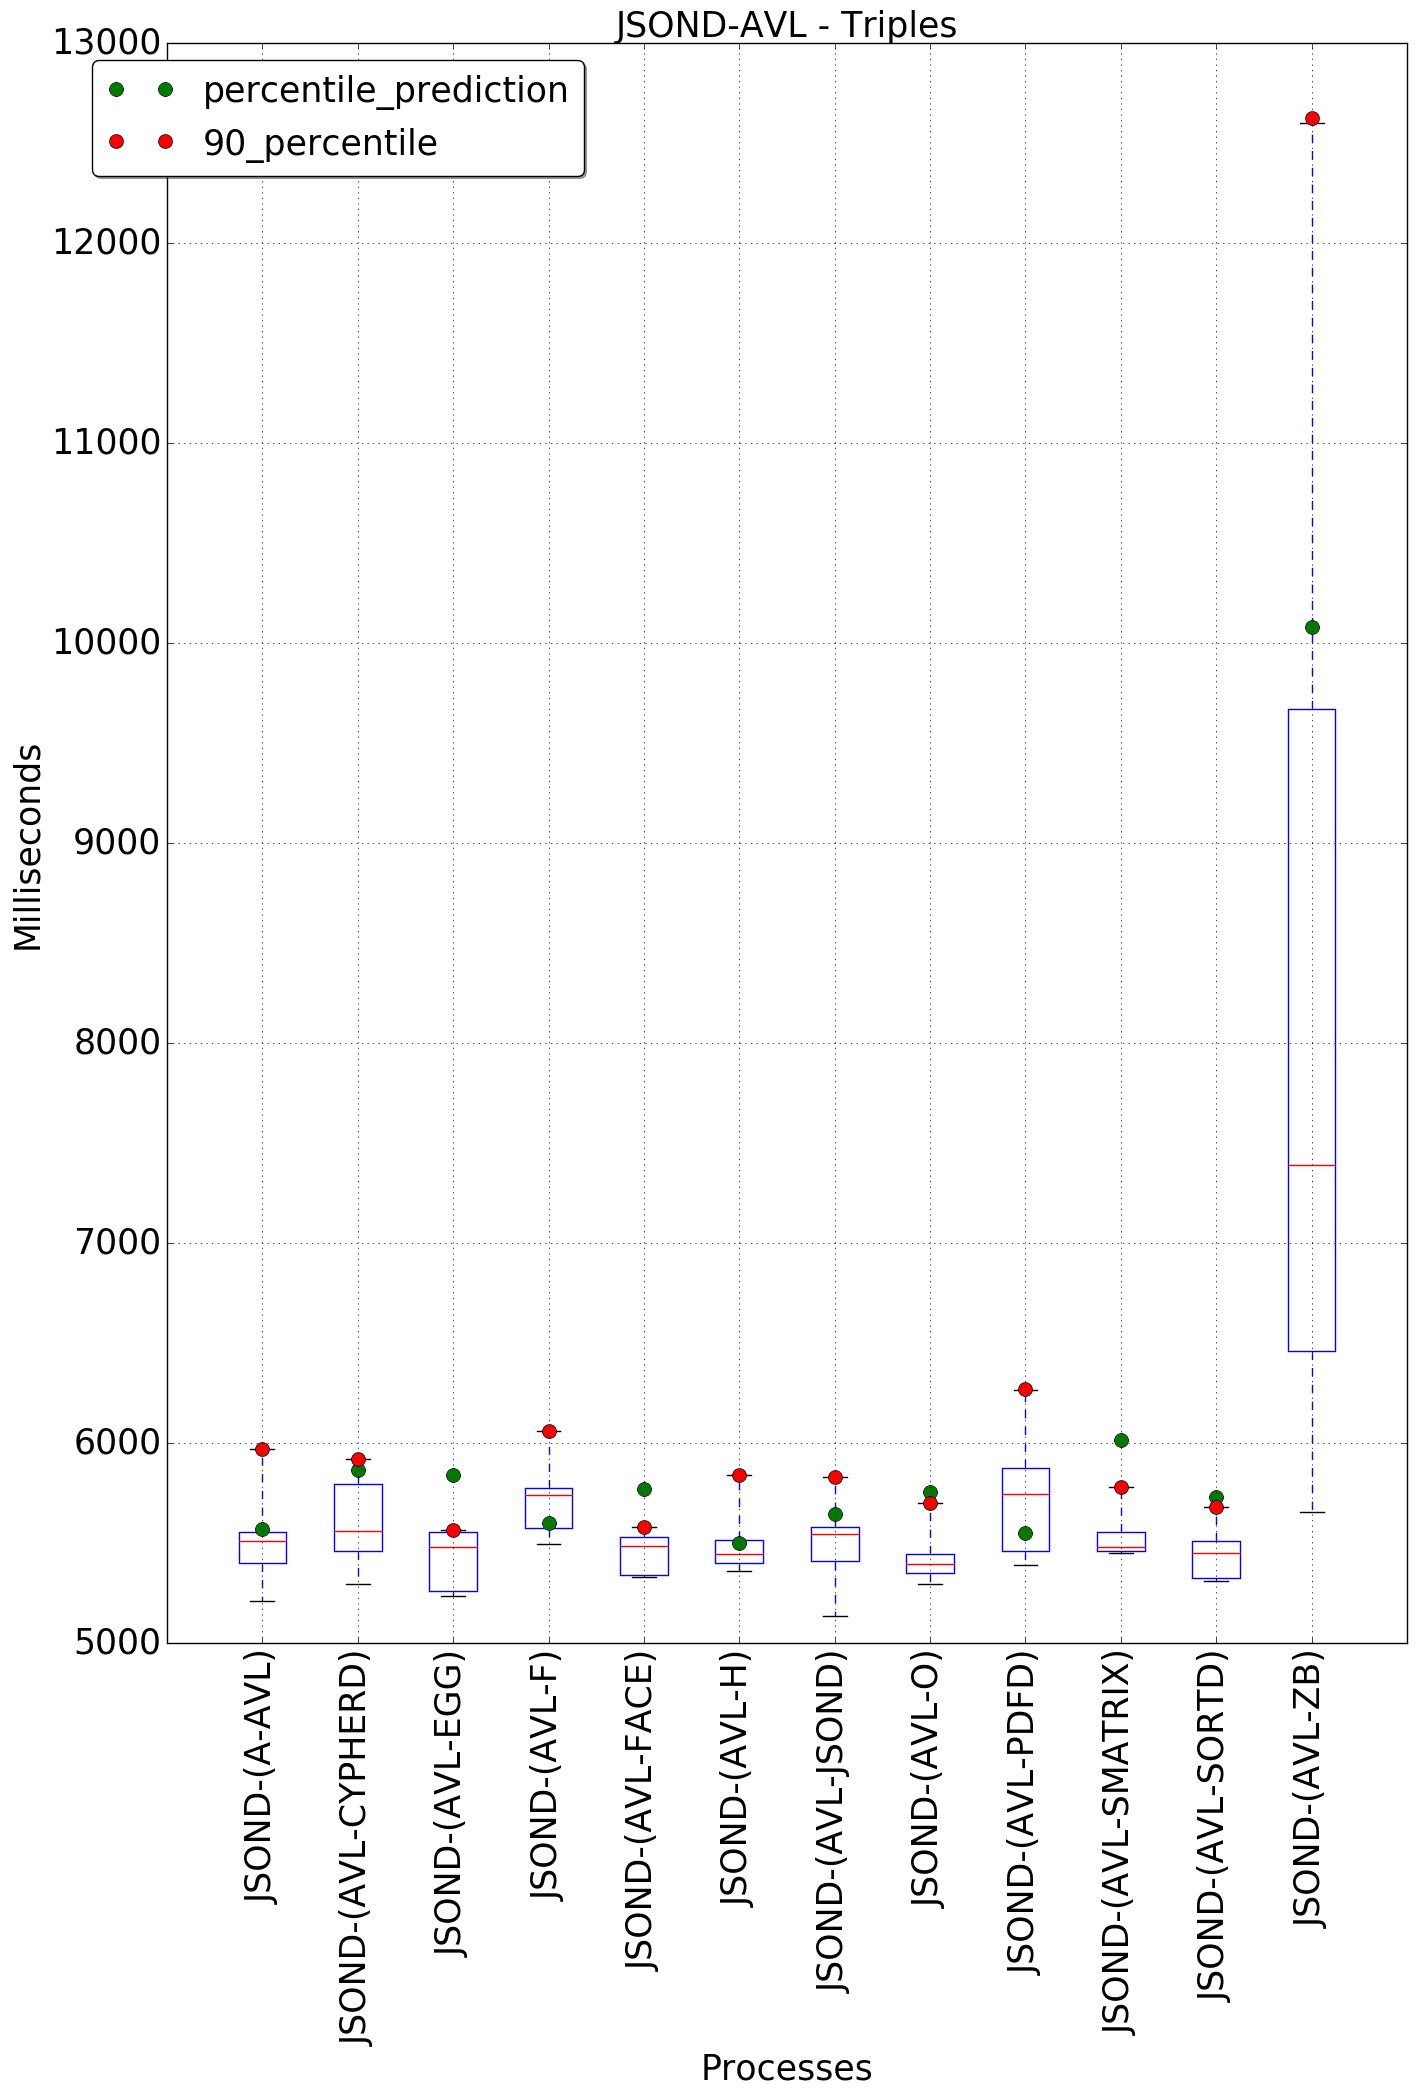 JSOND-AVL - Triples
percentile_prediction
90_percentile
13000
12000
11000
10000
9000
8000
7000
6000
5000
Milliseconds
JSOND-(A-AVL)
JSOND-(AVL-CYPHERD)
JSOND-(AVL-EGG)
JSOND-(AVL-F)
JSOND-(AVL-FACE)
JSOND-(AVL-H)
JSOND-(AVL-JSOND)
JSOND-(AVL-O)
JSOND-(AVL-PDFD)
JSOND-(AVL-SMATRIX)
JSOND-(AVL-SORTD)
JSOND-(AVL-ZB)
Processes